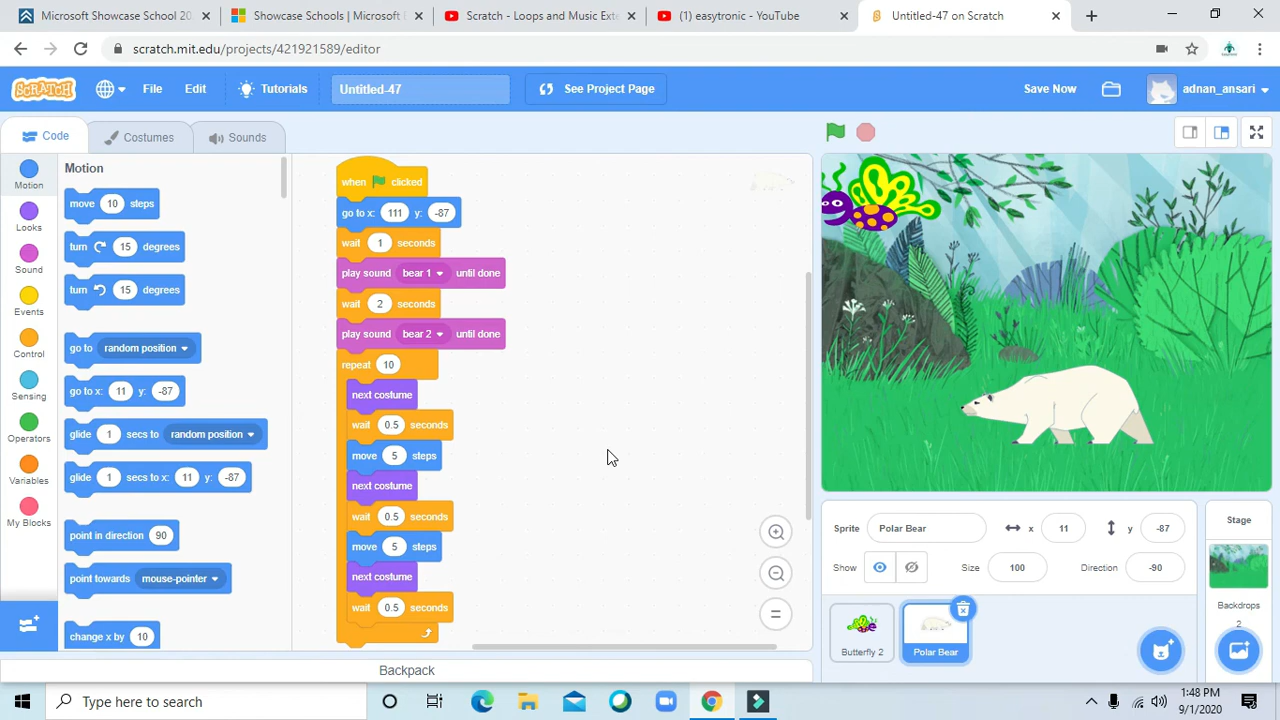 Microsoft Showcase School 20
Showcase Schools | Microsoft
Scratch - Loops and Music Exte
(1) easytronic - YouTube
Untitled-47 on Scratch
scratch.mit.edu/projects/421921589/editor
SCRATCH
File
Edit
Tutorials
Untitled-47
See Project Page
Save Now
adnan_ansari
Code
Costumes
Sounds
Motion
Looks
Sound
Events
Control
Sensing
Operators
Variables
My Blocks
Motion
move 10 steps
turn 15 degrees
turn 15 degrees
go to random position
go to x: 11 y: -87
glide 1 secs to random position
glide 1 secs to x: 11 y: -87
point in direction 90
point towards mouse-pointer
change x by 10
when clicked
go to x: 111 y: -87
wait 1 seconds
play sound bear 1 until done
wait 2 seconds
play sound bear 2 until done
repeat 10
next costume
wait 0.5 seconds
move 5 steps
next costume
wait 0.5 seconds
move 5 steps
next costume
wait 0.5 seconds
Backpack
Sprite Polar Bear x 11 y -87
Show Size 100 Direction -90
Butterfly 2
Polar Bear
Stage
Backdrops
2
Type here to search
1:48 PM
9/1/2020